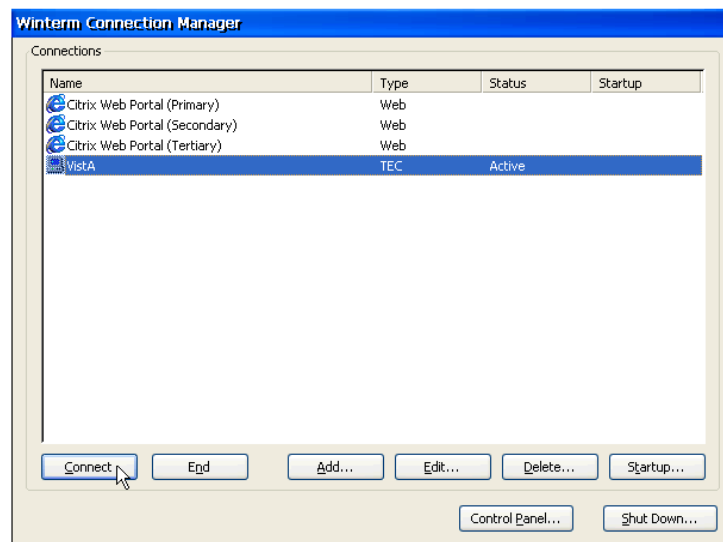 Winterm Connection Manager
Connections
Name Type Status Startup
Citrix Web Portal (Primary) Web
Citrix Web Portal (Secondary) Web
Citrix Web Portal (Tertiary) Web
VistA TEC Active
Connect End Add... Edit... Delete... Startup...
Control Panel... Shut Down...